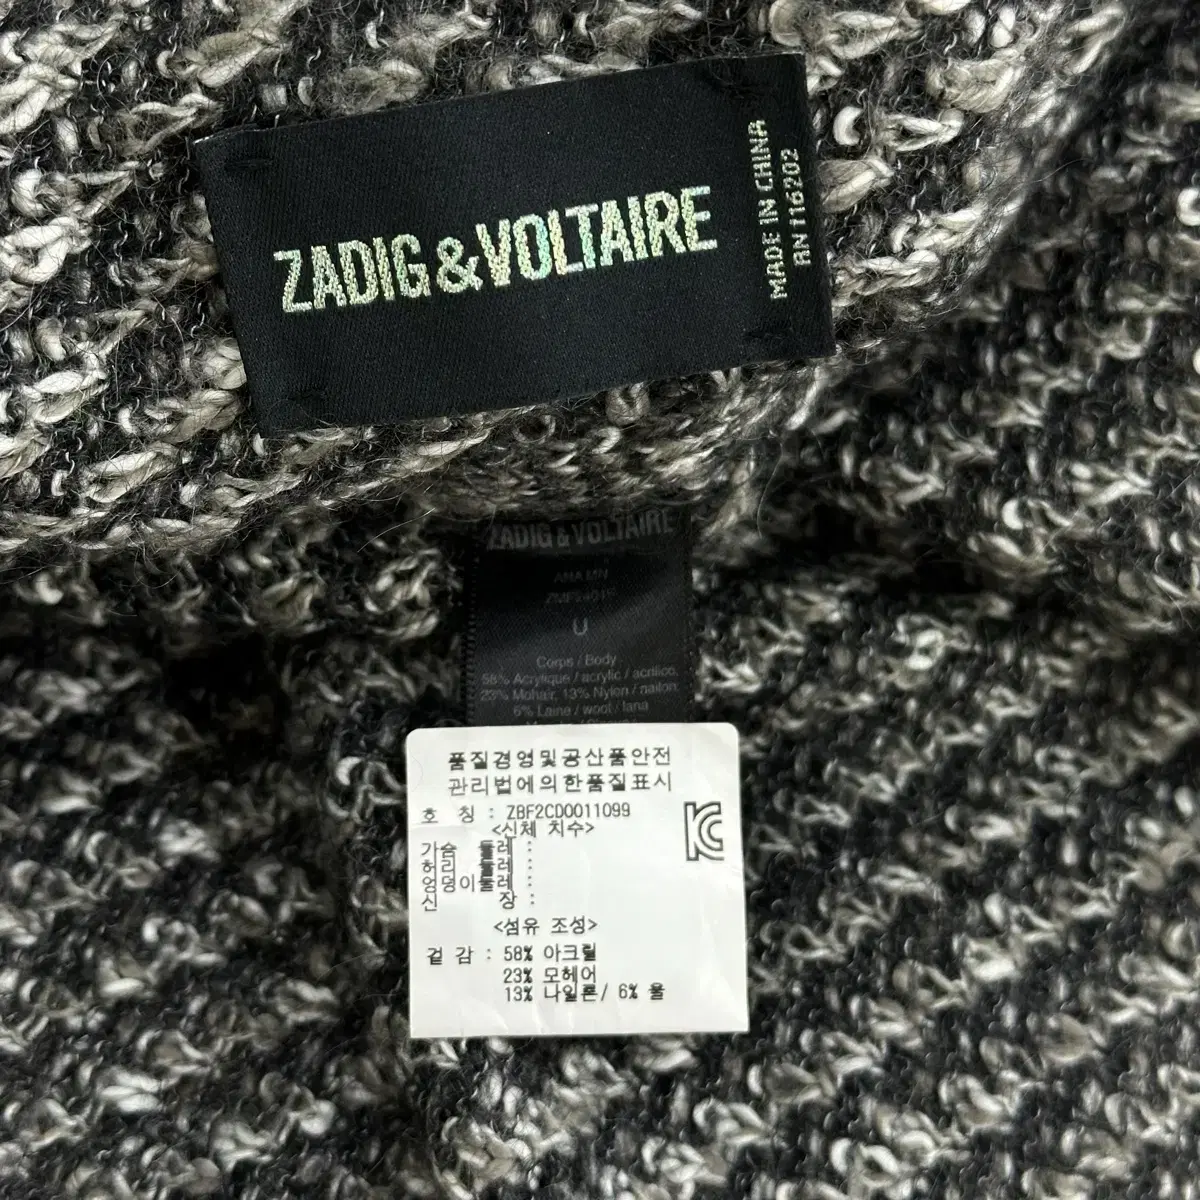 ZADIG&VOLTAIRE
MADE IN CHINA
RN 116202
ZADIG & VOLTAIRE
U
Corps / Body
58% Acrylique / acrylic / acrilico.
23% Mohair, 13% Nylon / nailon.
6% Laine / wool / lana
품질경영및공산품안전
관리법에의한품질표시
호 칭 : ZBF2CD0011099
<신체 치수>
가슴 둘레 :
허리 둘레 :
엉덩이둘레 :
신 장 :
<섬유 조성>
겉 감 : 58% 아크릴
23% 모헤어
13% 나일론/ 6% 울